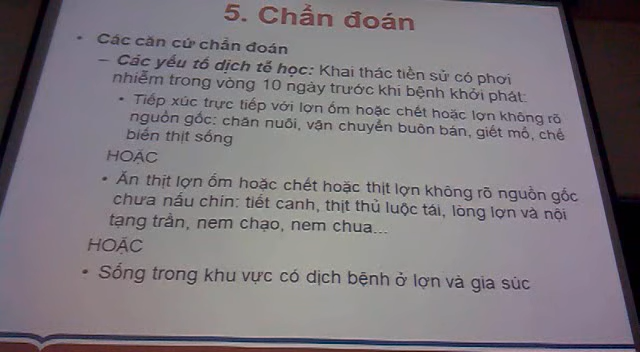 5. Chẩn đoán
• Các căn cứ chẩn đoán
– Các yếu tố dịch tễ học: Khai thác tiền sử có phơi
nhiễm trong vòng 10 ngày trước khi bệnh khởi phát:
• Tiếp xúc trực tiếp với lợn ốm hoặc chết hoặc lợn không rõ
nguồn gốc: chăn nuôi, vận chuyển buôn bán, giết mổ, chế
biến thịt sống
HOẶC
• Ăn thịt lợn ốm hoặc chết hoặc thịt lợn không rõ nguồn gốc
chưa nấu chín: tiết canh, thịt thủ luộc tái, lòng lợn và nội
tạng trần, nem chạo, nem chua...
HOẶC
• Sống trong khu vực có dịch bệnh ở lợn và gia súc